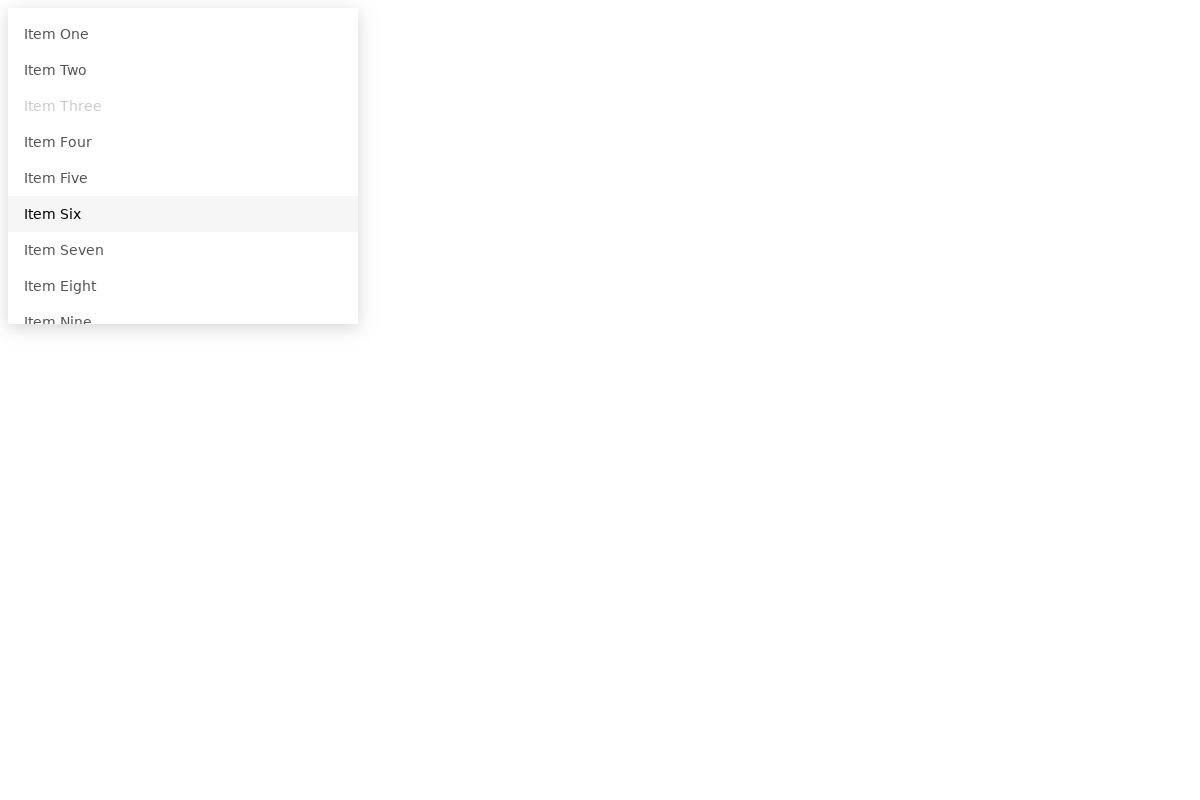 Item One
Item Two
Item Three
Item Four
Item Five
Item Six
Item Seven
Item Eight
Item Nine